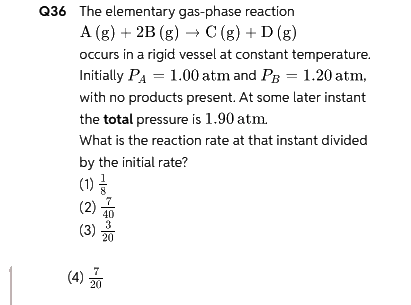 Q36 The elementary gas-phase reaction
A (g) + 2B (g) → C (g) + D (g)
occurs in a rigid vessel at constant temperature.
Initially P_A = 1.00 atm and P_B = 1.20 atm,
with no products present. At some later instant
the total pressure is 1.90 atm.
What is the reaction rate at that instant divided
by the initial rate?
(1) 1/8
(2) 7/40
(3) 3/20
(4) 7/20